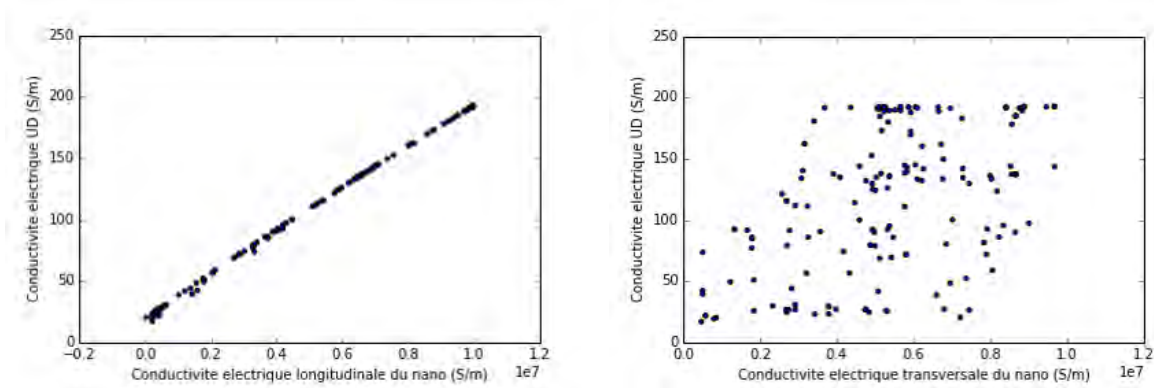 250
200
150
100
50
0
Conductivite electrique UD (S/m)
−0.2 0.0 0.2 0.4 0.6 0.8 1.0 1.2
1e7
Conductivite electrique longitudinale du nano (S/m)
250
200
150
100
50
0
Conductivite electrique UD (S/m)
0.0 0.2 0.4 0.6 0.8 1.0 1.2
1e7
Conductivite electrique transversale du nano (S/m)